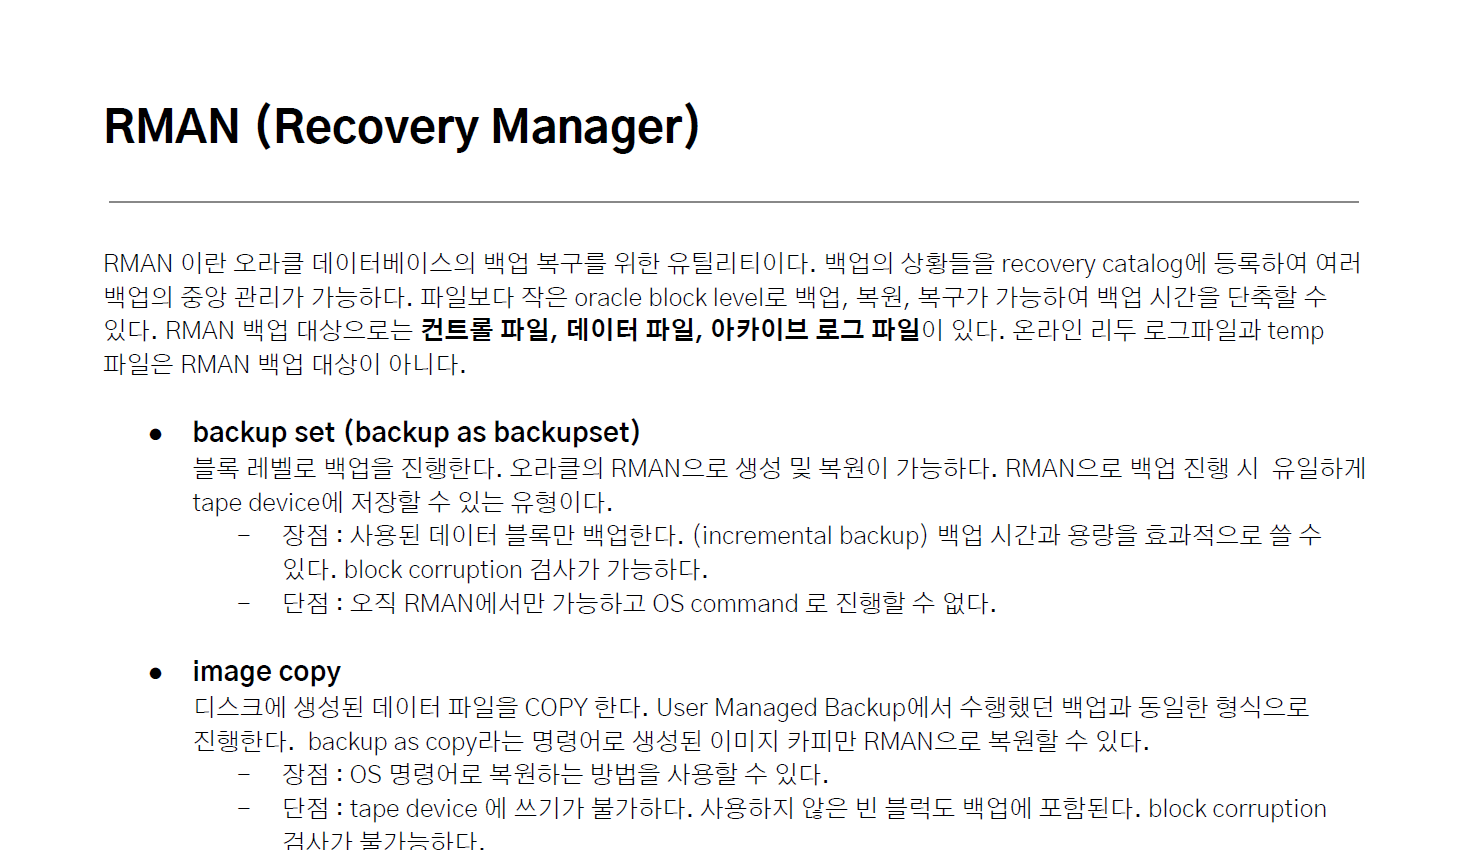 RMAN (Recovery Manager)
RMAN 이란 오라클 데이터베이스의 백업 복구를 위한 유틸리티이다. 백업의 상황들을 recovery catalog에 등록하여 여러
백업의 중앙 관리가 가능하다. 파일보다 작은 oracle block level로 백업, 복원, 복구가 가능하여 백업 시간을 단축할 수
있다. RMAN 백업 대상으로는 컨트롤 파일, 데이터 파일, 아카이브 로그 파일이 있다. 온라인 리두 로그파일과 temp
파일은 RMAN 백업 대상이 아니다.
● backup set (backup as backupset)
블록 레벨로 백업을 진행한다. 오라클의 RMAN으로 생성 및 복원이 가능하다. RMAN으로 백업 진행 시 유일하게
tape device에 저장할 수 있는 유형이다.
- 장점 : 사용된 데이터 블록만 백업한다. (incremental backup) 백업 시간과 용량을 효과적으로 쓸 수
있다. block corruption 검사가 가능하다.
- 단점 : 오직 RMAN에서만 가능하고 OS command 로 진행할 수 없다.
● image copy
디스크에 생성된 데이터 파일을 COPY 한다. User Managed Backup에서 수행했던 백업과 동일한 형식으로
진행한다. backup as copy라는 명령어로 생성된 이미지 카피만 RMAN으로 복원할 수 있다.
- 장점 : OS 명령어로 복원하는 방법을 사용할 수 있다.
- 단점 : tape device 에 쓰기가 불가하다. 사용하지 않은 빈 블럭도 백업에 포함된다. block corruption
검사가 불가능하다.